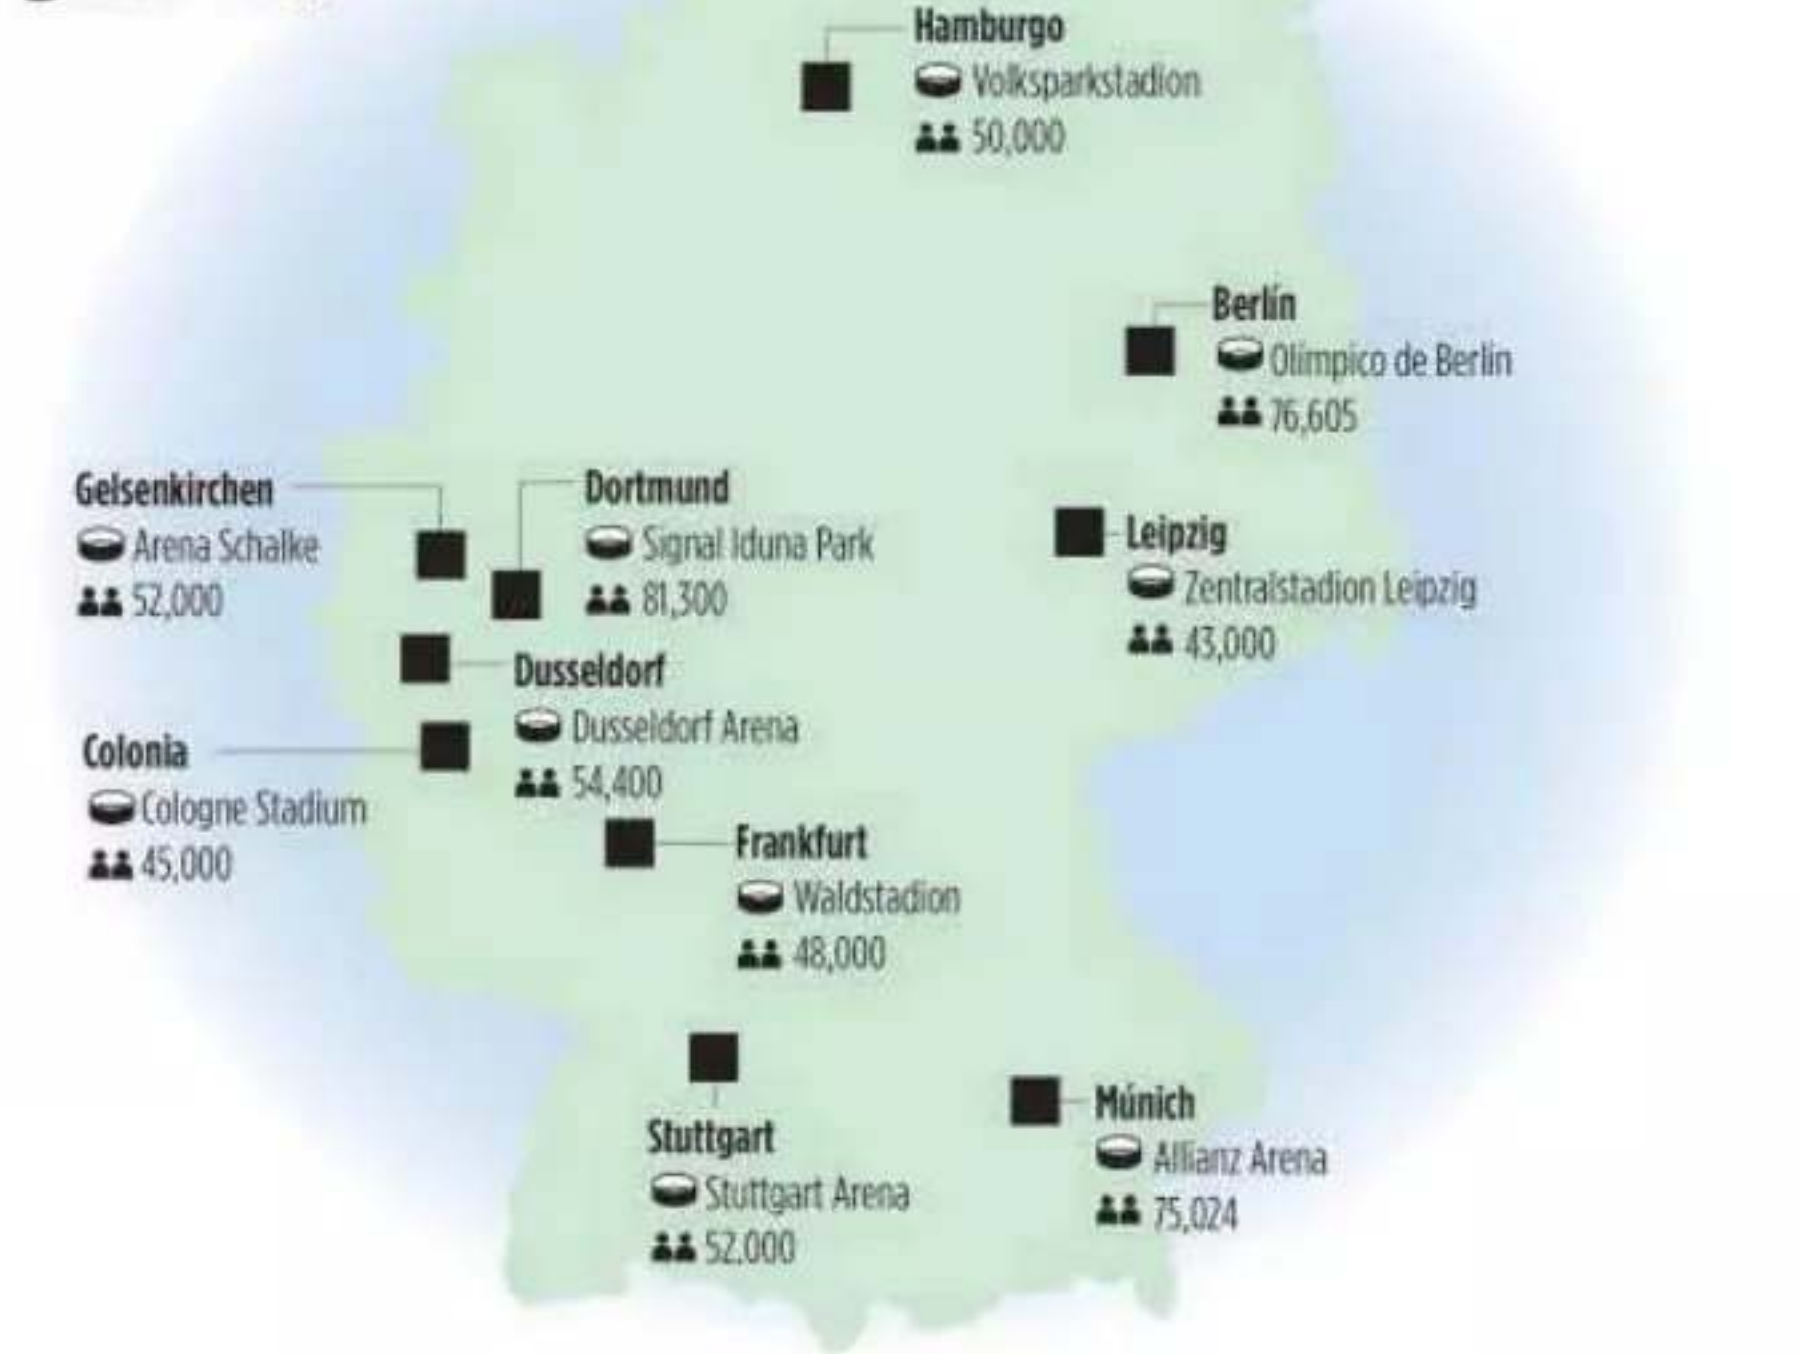 Hamburgo
Volksparkstadion
50,000
Berlín
Olímpico de Berlín
76,605
Gelsenkirchen
Arena Schalke
52,000
Dortmund
Signal Iduna Park
81,300
Leipzig
Zentralstadion Leipzig
43,000
Dusseldorf
Dusseldorf Arena
54,400
Colonia
Cologne Stadium
45,000
Frankfurt
Waldstadion
48,000
Stuttgart
Stuttgart Arena
52.000
Múnich
Allianz Arena
75,024